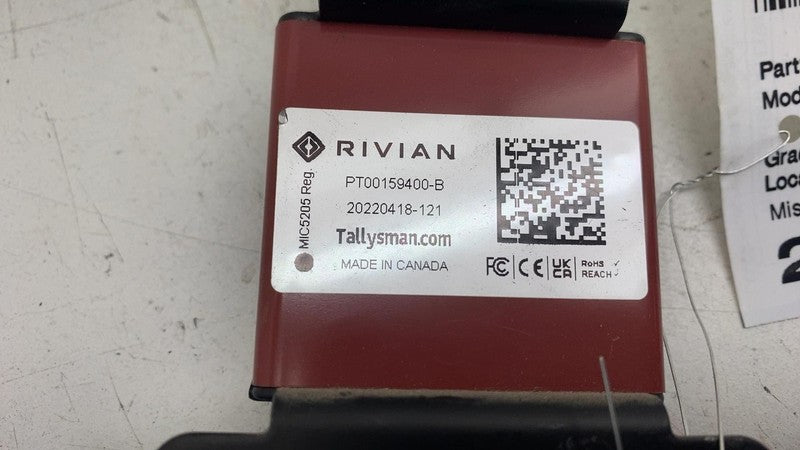 RIVIAN
PT00159400-B
20220418-121
Tallysman.com
MADE IN CANADA
MIC5205 Reg.
FC CE UK CA RoHS ✓
REACH ✓
Part
Mod
Grad
Loca
Mis
2